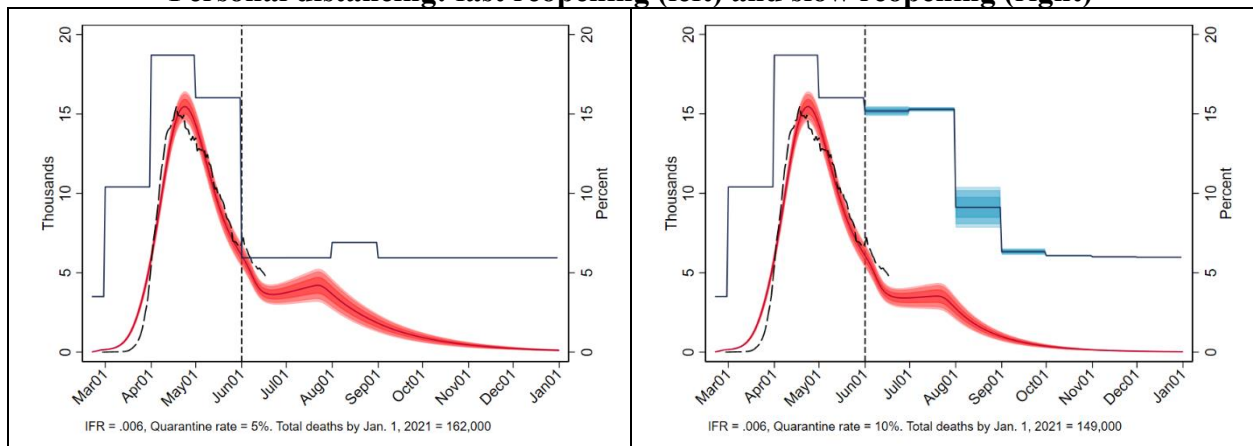 Personal distancing: fast reopening (left) and slow reopening (right)
20
15
10
5
0
Thousands
20
15
10
5
0
Percent
Mar01 Apr01 May01 Jun01 Jul01 Aug01 Sep01 Oct01 Nov01 Dec01 Jan01
IFR = .006, Quarantine rate = 5%. Total deaths by Jan. 1, 2021 = 162,000
20
15
10
5
0
Thousands
20
15
10
5
0
Percent
Mar01 Apr01 May01 Jun01 Jul01 Aug01 Sep01 Oct01 Nov01 Dec01 Jan01
IFR = .006, Quarantine rate = 10%. Total deaths by Jan. 1, 2021 = 149,000